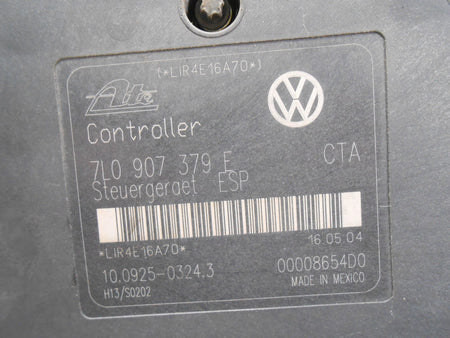 (*LIR4E16A70*)
Ate
Controller
7L0 907 379 E CTA
Steuergeraet ESP
*LIR4E16A70* 16.05.04
10.0925-0324.3 00008654D0
H13/S0202 MADE IN MEXICO